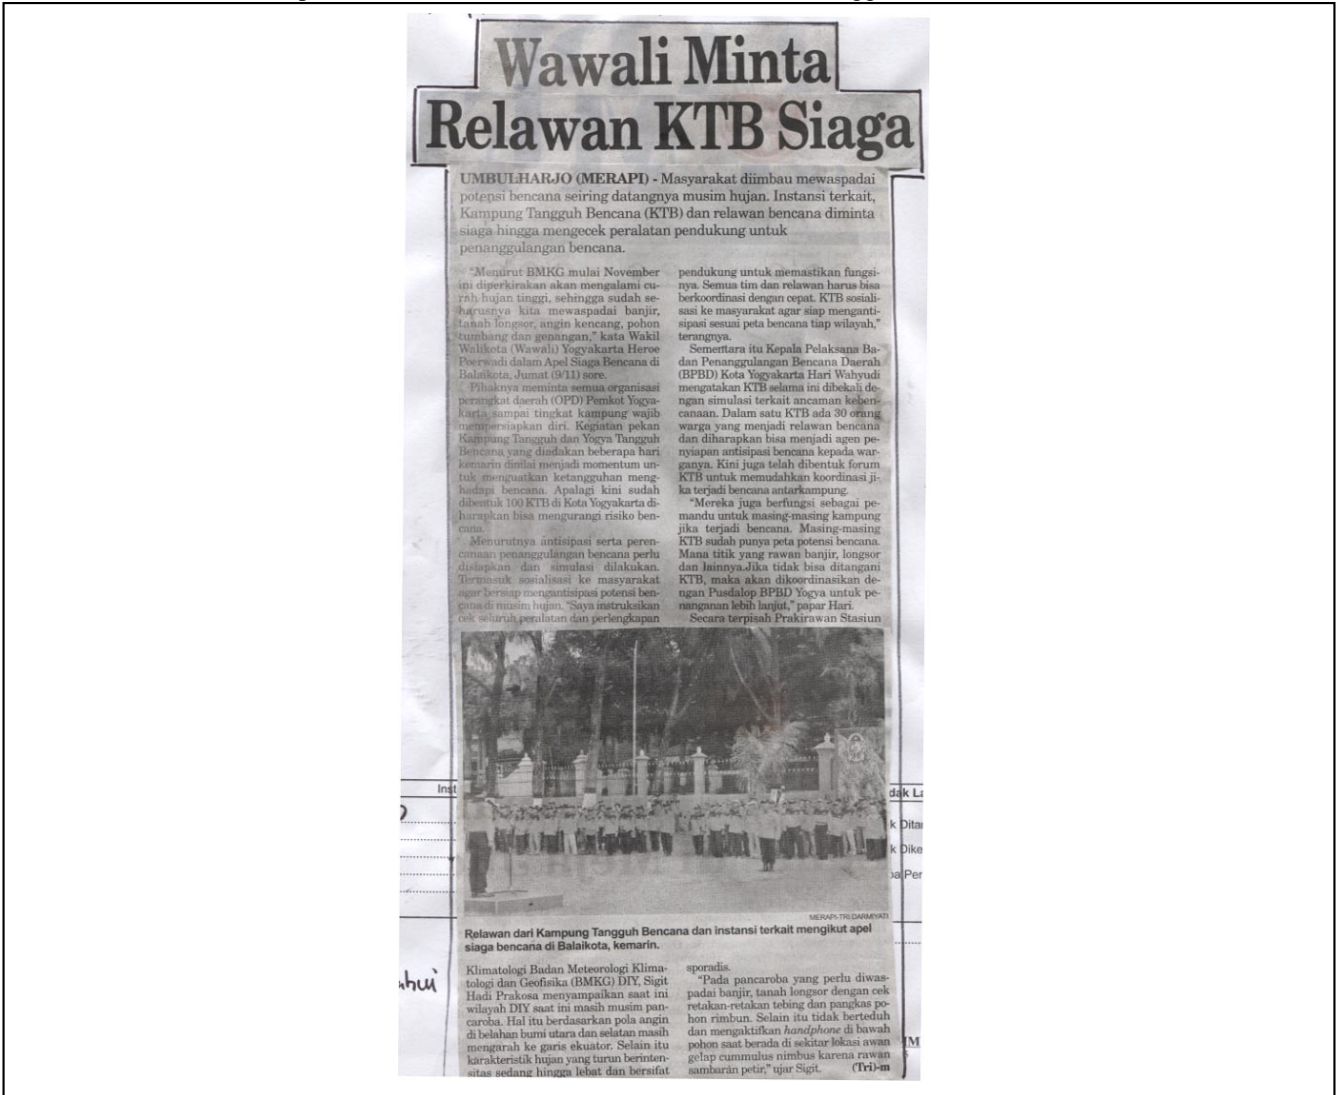 Wawali Minta
Relawan KTB Siaga
UMBULHARJO (MERAPI) - Masyarakat diimbau mewaspadai
potensi bencana seiring datangnya musim hujan. Instansi terkait,
Kampung Tangguh Bencana (KTB) dan relawan bencana diminta
siaga hingga mengecek peralatan pendukung untuk
penanggulangan bencana.
"Menurut BMKG mulai November
ini diperkirakan akan mengalami cu-
rah hujan tinggi, sehingga sudah se-
harusnya kita mewaspadai banjir,
tanah longsor, angin kencang, pohon
tumbang dan genangan," kata Wakil
Walikota (Wawali) Yogyakarta Heroe
Poerwadi dalam Apel Siaga Bencana di
Balaikota, Jumat (9/11) sore.
Pihaknya meminta semua organisasi
perangkat daerah (OPD) Pemkot Yogya-
karta sampai tingkat kampung wajib
mempersiapkan diri. Kegiatan pekan
Kampung Tangguh dan Yogya Tangguh
Bencana yang diadakan beberapa hari
kemarin dinilai menjadi momentum un-
tuk menguatkan ketangguhan meng-
hadapi bencana. Apalagi kini sudah
dibentuk 100 KTB di Kota Yogyakarta di-
harapkan bisa mengurangi risiko ben-
cana.
Menurutnya antisipasi serta peren-
canaan penanggulangan bencana perlu
disiapkan dan simulasi dilakukan.
Termasuk sosialisasi ke masyarakat
agar bersiap mengantisipasi potensi ben-
cana di musim hujan. "Saya instruksikan
cek seluruh peralatan dan perlengkapan
pendukung untuk memastikan fungsi-
nya. Semua tim dan relawan harus bisa
berkoordinasi dengan cepat. KTB sosiali-
sasi ke masyarakat agar siap menganti-
sipasi sesuai peta bencana tiap wilayah,"
terangnya.
Sementara itu Kepala Pelaksana Ba-
dan Penanggulangan Bencana Daerah
(BPBD) Kota Yogyakarta Hari Wahyudi
mengatakan KTB selama ini dibekali de-
ngan simulasi terkait ancaman keben-
canaan. Dalam satu KTB ada 30 orang
warga yang menjadi relawan bencana
dan diharapkan bisa menjadi agen pe-
nyiapan antisipasi bencana kepada war-
ganya. Kini juga telah dibentuk forum
KTB untuk memudahkan koordinasi ji-
ka terjadi bencana antarkampung.
"Mereka juga berfungsi sebagai pe-
mandu untuk masing-masing kampung
jika terjadi bencana. Masing-masing
KTB sudah punya peta potensi bencana.
Mana titik yang rawan banjir, longsor
dan lainnya.Jika tidak bisa ditangani
KTB, maka akan dikoordinasikan de-
ngan Pusdalop BPBD Yogya untuk pe-
nanganan lebih lanjut," papar Hari.
Secara terpisah Prakirawan Stasiun
Inst
dak La
k Dita
k Dike
pa Per
MERAPI-TRI DARMIYATI
Relawan dari Kampung Tangguh Bencana dan instansi terkait mengikut apel
siaga bencana di Balaikota, kemarin.
Klimatologi Badan Meteorologi Klima-
tologi dan Geofisika (BMKG) DIY, Sigit
Hadi Prakosa menyampaikan saat ini
wilayah DIY saat ini masih musim pan-
caroba. Hal itu berdasarkan pola angin
di belahan bumi utara dan selatan masih
mengarah ke garis ekuator. Selain itu
karakteristik hujan yang turun berinten-
sitas sedang hingga lebat dan bersifat
sporadis.
"Pada pancaroba yang perlu diwas-
padai banjir, tanah longsor dengan cek
retakan-retakan tebing dan pangkas po-
hon rimbun. Selain itu tidak berteduh
dan mengaktifkan handphone di bawah
pohon saat berada di sekitar lokasi awan
gelap cummulus nimbus karena rawan
sambaran petir," ujar Sigit. (Tri)-m